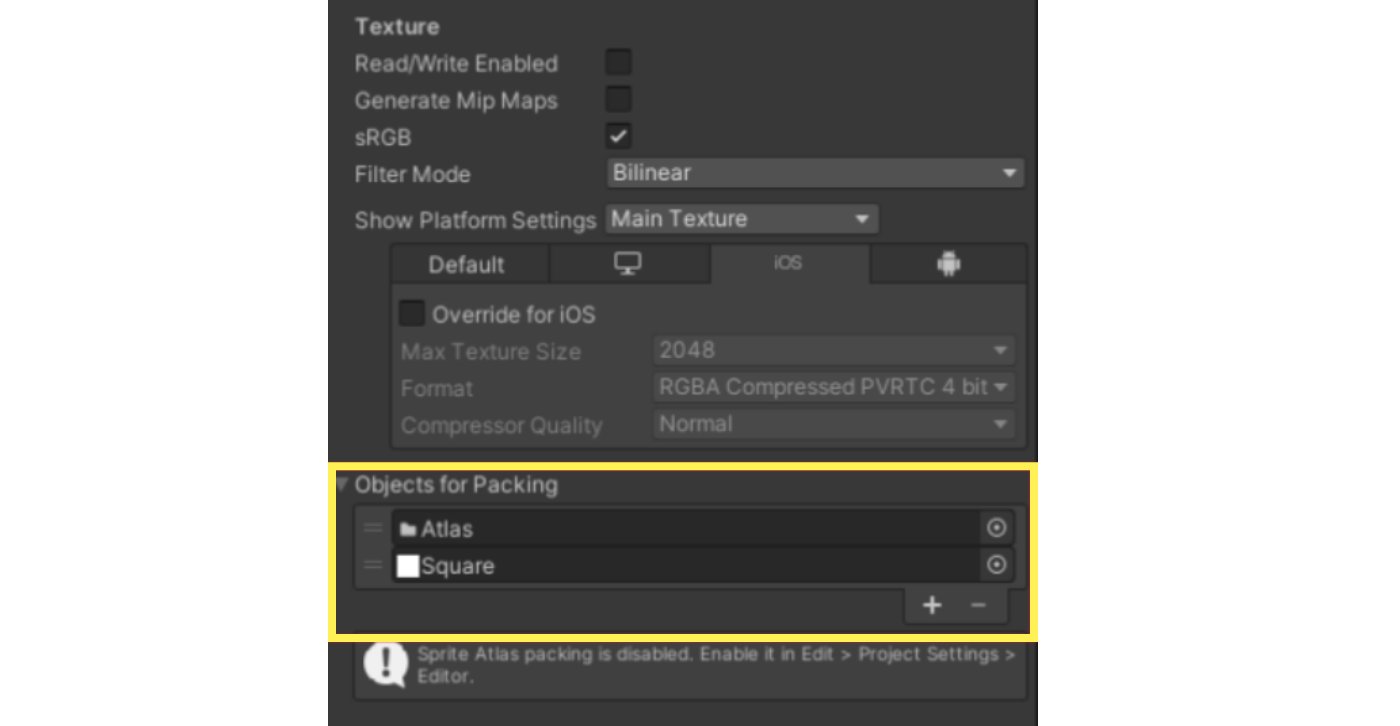 Texture
Read/Write Enabled
Generate Mip Maps
sRGB
Filter Mode Bilinear
Show Platform Settings Main Texture
Default iOS
Override for iOS
Max Texture Size 2048
Format RGBA Compressed PVRTC 4 bit
Compressor Quality Normal
Objects for Packing
Atlas
Square
Sprite Atlas packing is disabled. Enable it in Edit > Project Settings >
Editor.